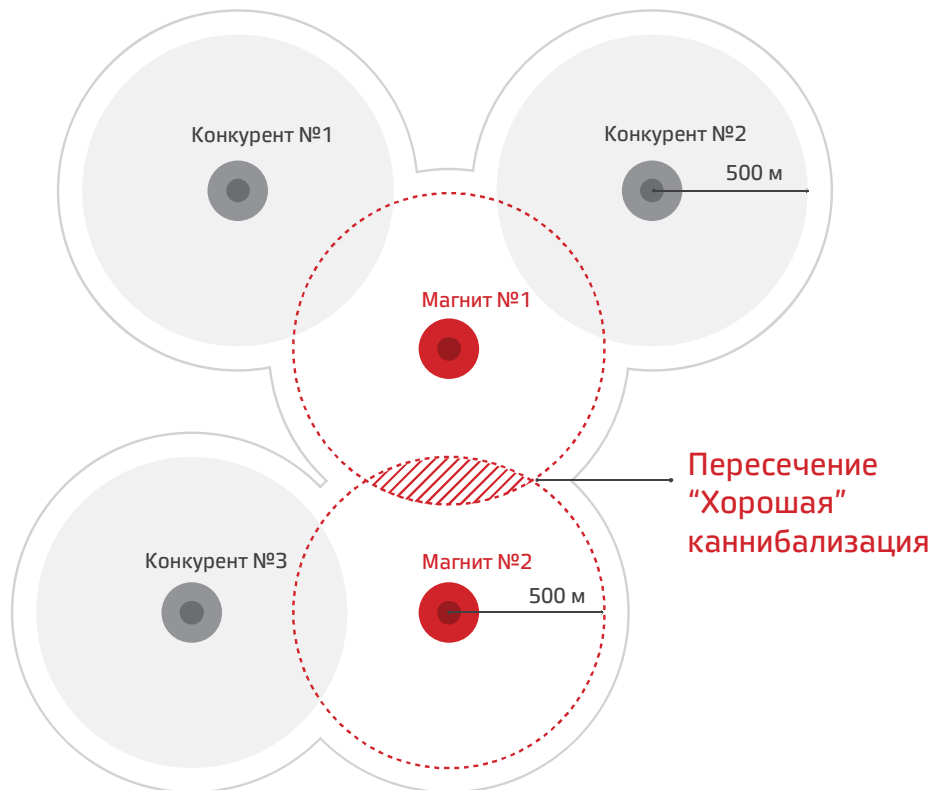 Конкурент №1
Конкурент №2
500 м
Магнит №1
Пересечение
“Хорошая”
каннибализация
Конкурент №3
Магнит №2
500 м